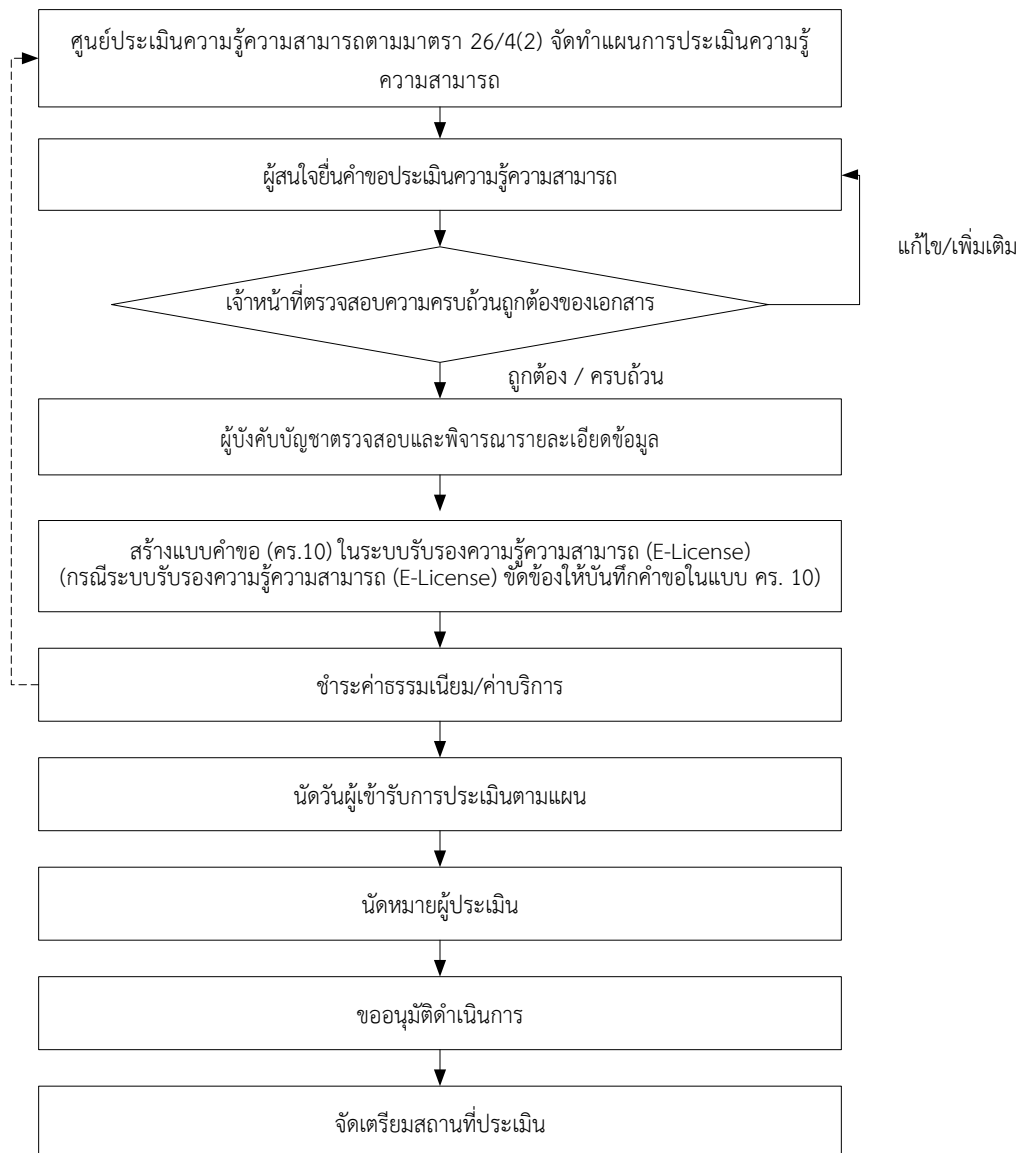 ศูนย์ประเมินความรู้ความสามารถตามมาตรา 26/4(2) จัดทำแผนการประเมินความรู้
ความสามารถ
ผู้สนใจยื่นคำขอประเมินความรู้ความสามารถ
แก้ไข/เพิ่มเติม
เจ้าหน้าที่ตรวจสอบความครบถ้วนถูกต้องของเอกสาร
ถูกต้อง / ครบถ้วน
ผู้บังคับบัญชาตรวจสอบและพิจารณารายละเอียดข้อมูล
สร้างแบบคำขอ (คร.10) ในระบบรับรองความรู้ความสามารถ (E-License)
(กรณีระบบรับรองความรู้ความสามารถ (E-License) ขัดข้องให้บันทึกคำขอในแบบ คร. 10)
ชำระค่าธรรมเนียม/ค่าบริการ
นัดวันผู้เข้ารับการประเมินตามแผน
นัดหมายผู้ประเมิน
ขออนุมัติดำเนินการ
จัดเตรียมสถานที่ประเมิน